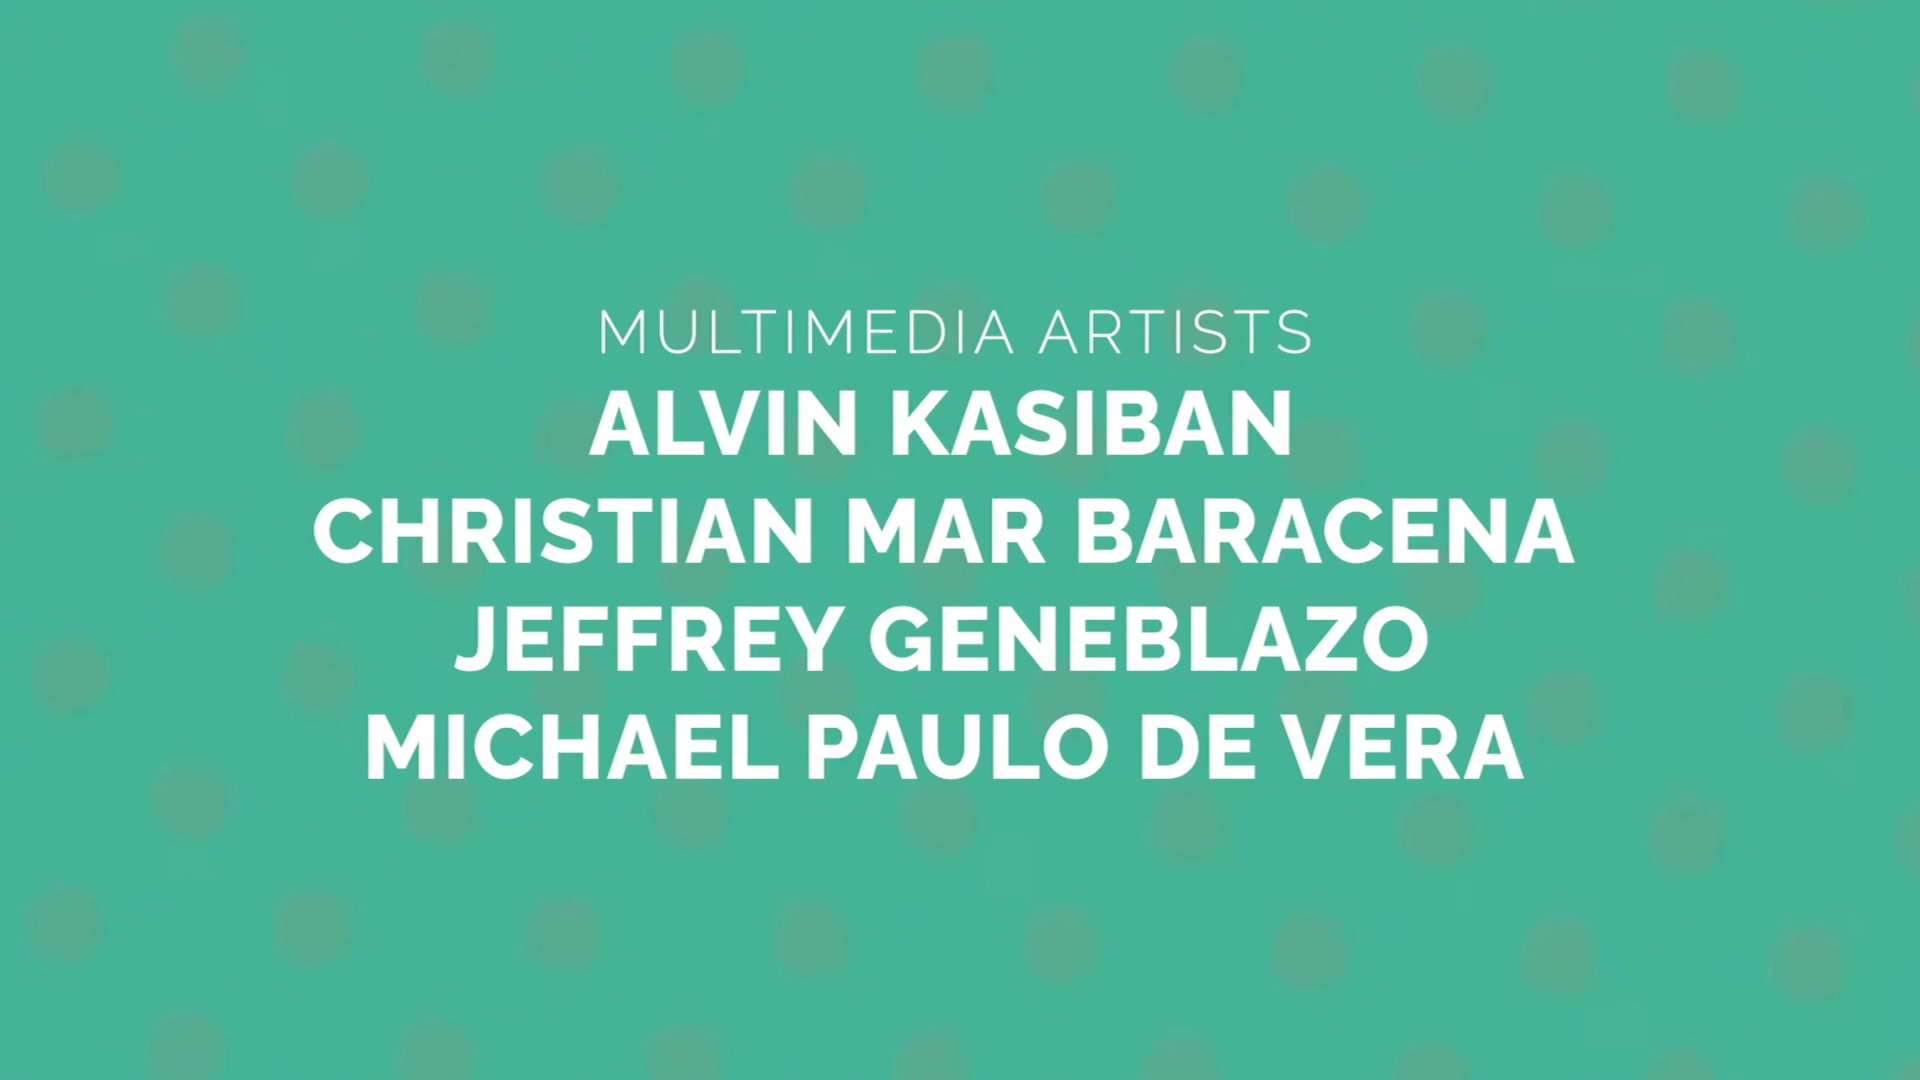 MULTIMEDIA ARTISTS
ALVIN KASIBAN
CHRISTIAN MAR BARACENA
JEFFREY GENEBLAZO
MICHAEL PAULO DE VERA